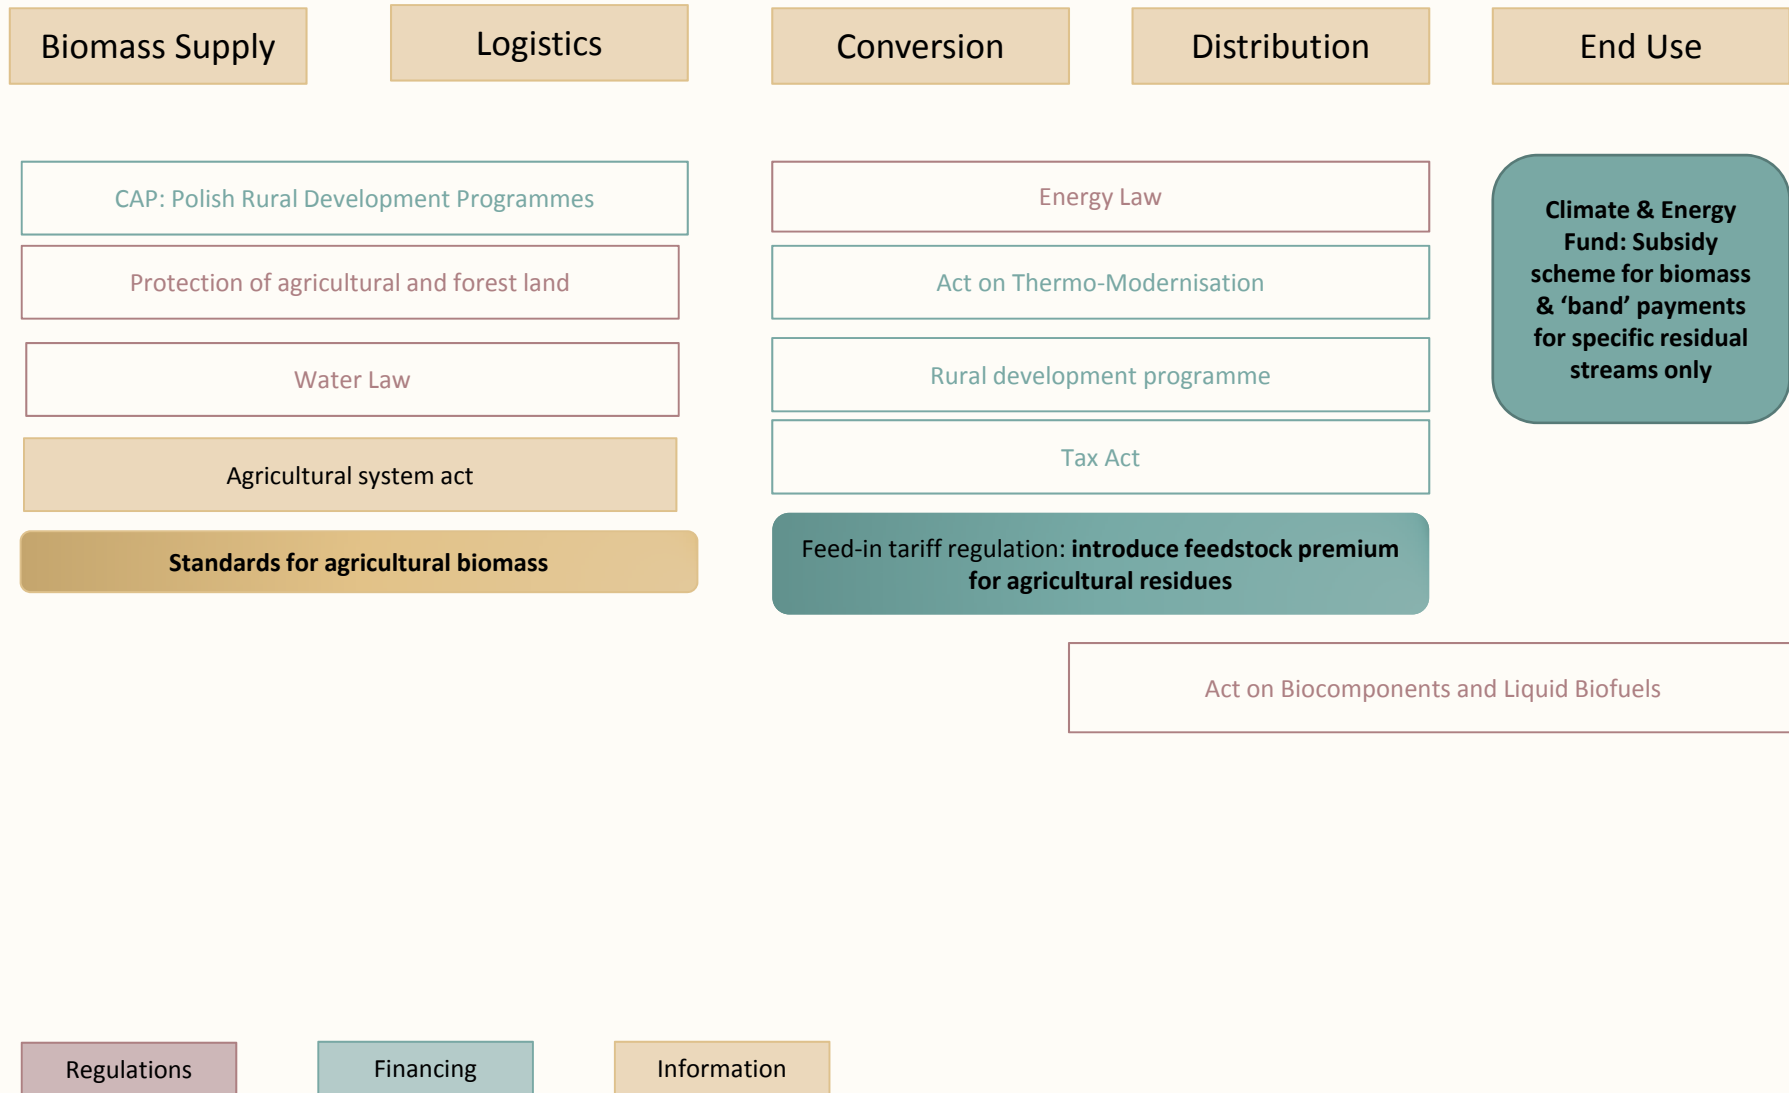 Biomass Supply
Logistics
Conversion
Distribution
End Use
CAP: Polish Rural Development Programmes
Protection of agricultural and forest land
Water Law
Agricultural system act
Standards for agricultural biomass
Energy Law
Act on Thermo-Modernisation
Rural development programme
Tax Act
Feed-in tariff regulation: introduce feedstock premium
for agricultural residues
Climate & Energy
Fund: Subsidy
scheme for biomass
& ‘band’ payments
for specific residual
streams only
Act on Biocomponents and Liquid Biofuels
Regulations
Financing
Information